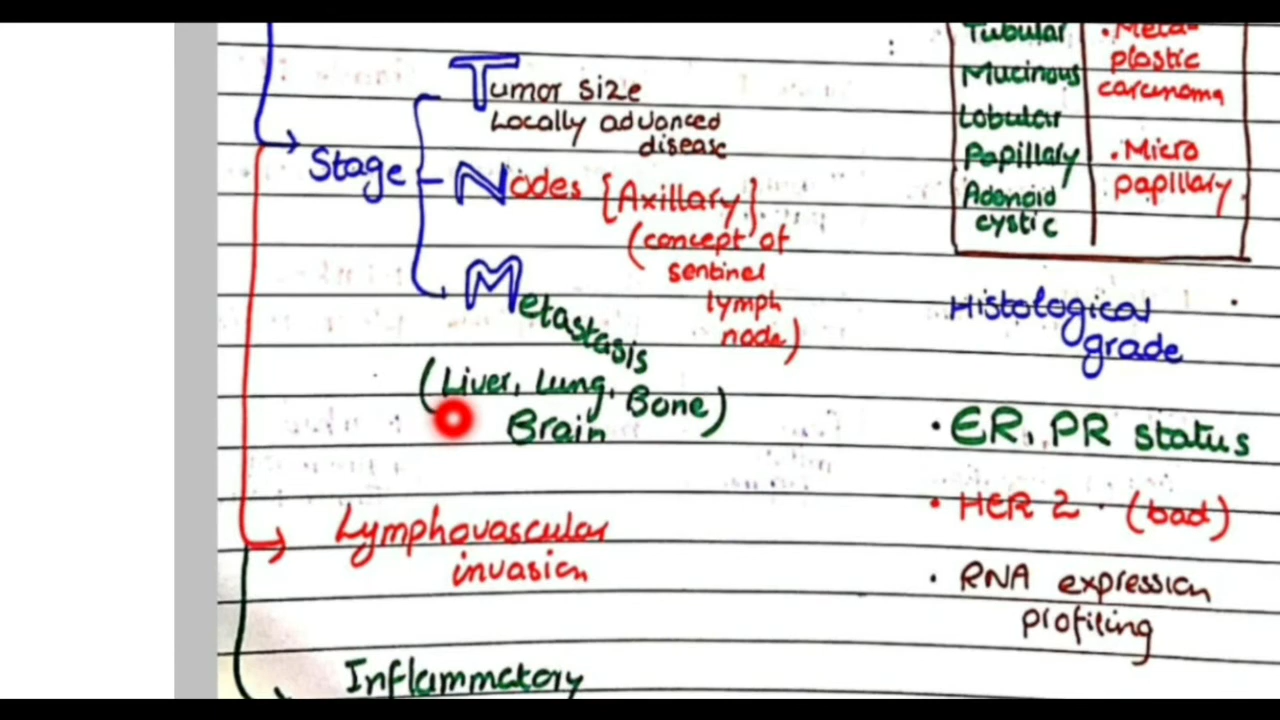 Tumor size
Locally advanced
disease
Stage
Nodes [Axillary]
(concept of
sentinel
lymph
node)
Metastasis
(Liver, Lung, Bone)
Brain
Lymphovascular
invasion
Inflammatory
Tubular
Mucinous
Lobular
Papillary
Adenoid
cystic
• Meta-
plastic
carcinoma
• Micro
papillary
Histological
grade
• ER, PR status
• HER 2 (bad)
• RNA expression
profiling